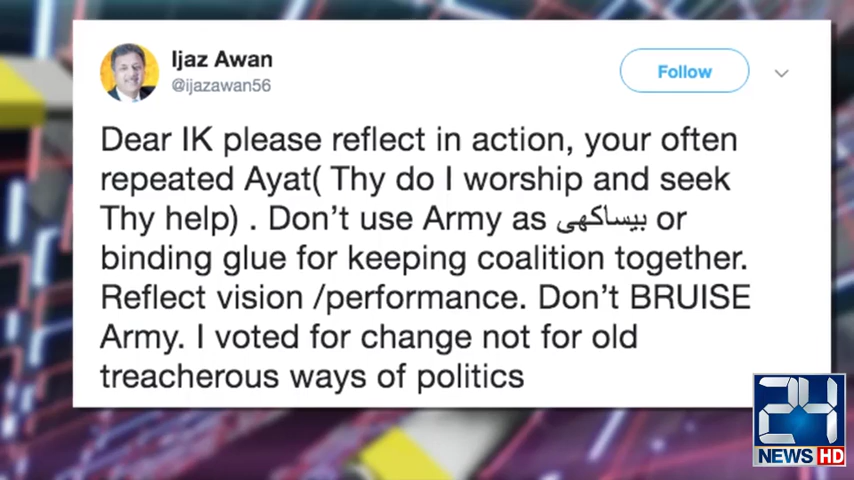 Ijaz Awan
@ijazawan56
Follow
Dear IK please reflect in action, your often
repeated Ayat( Thy do I worship and seek
Thy help) . Don’t use Army as بیساکھی or
binding glue for keeping coalition together.
Reflect vision /performance. Don’t BRUISE
Army. I voted for change not for old
treacherous ways of politics
24
NEWS HD